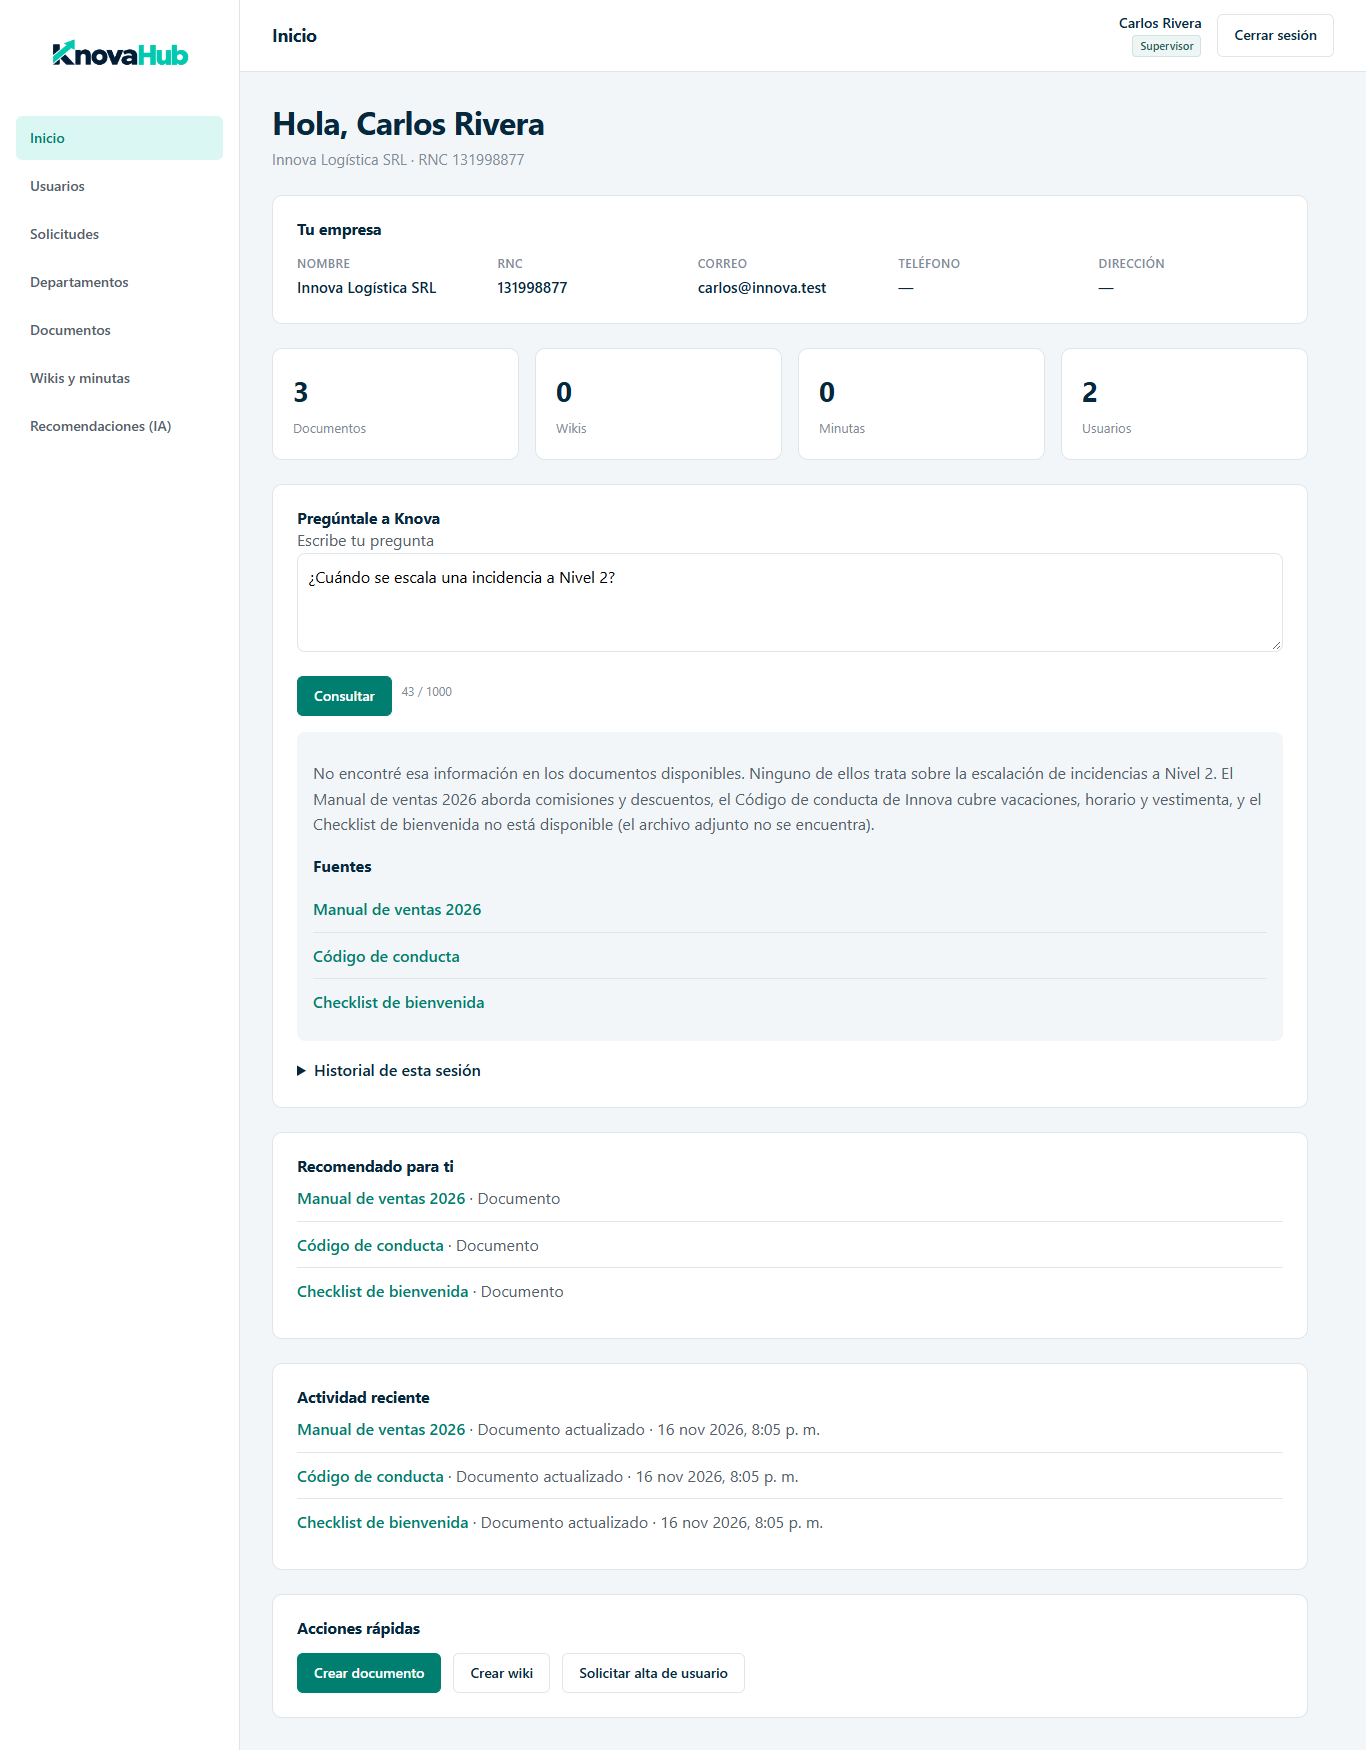 KnovaHub
Inicio
Usuarios
Solicitudes
Departamentos
Documentos
Wikis y minutas
Recomendaciones (IA)
Inicio
Carlos Rivera
Supervisor
Cerrar sesión
Hola, Carlos Rivera
Innova Logística SRL · RNC 131998877
Tu empresa
NOMBRE
Innova Logística SRL
RNC
131998877
CORREO
carlos@innova.test
TELÉFONO
—
DIRECCIÓN
—
3
Documentos
0
Wikis
0
Minutas
2
Usuarios
Pregúntale a Knova
Escribe tu pregunta
¿Cuándo se escala una incidencia a Nivel 2?
Consultar
43 / 1000
No encontré esa información en los documentos disponibles. Ninguno de ellos trata sobre la escalación de incidencias a Nivel 2. El
Manual de ventas 2026 aborda comisiones y descuentos, el Código de conducta de Innova cubre vacaciones, horario y vestimenta, y el
Checklist de bienvenida no está disponible (el archivo adjunto no se encuentra).
Fuentes
Manual de ventas 2026
Código de conducta
Checklist de bienvenida
Historial de esta sesión
Recomendado para ti
Manual de ventas 2026 · Documento
Código de conducta · Documento
Checklist de bienvenida · Documento
Actividad reciente
Manual de ventas 2026 · Documento actualizado · 16 nov 2026, 8:05 p. m.
Código de conducta · Documento actualizado · 16 nov 2026, 8:05 p. m.
Checklist de bienvenida · Documento actualizado · 16 nov 2026, 8:05 p. m.
Acciones rápidas
Crear documento
Crear wiki
Solicitar alta de usuario